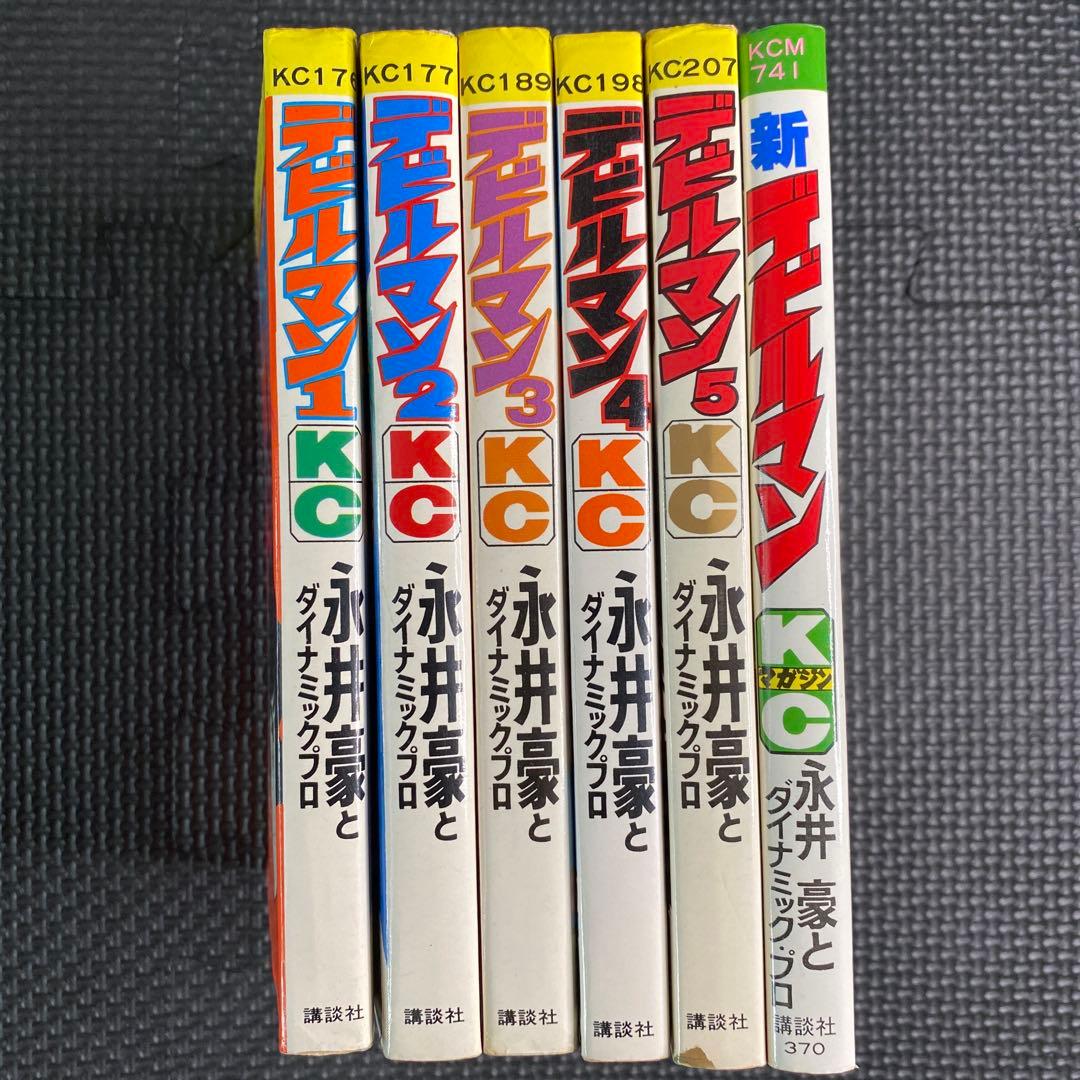 KC176
デビルマン1
KC
永井豪と
ダイナミックプロ
講談社
KC177
デビルマン2
KC
永井豪と
ダイナミックプロ
講談社
KC189
デビルマン3
KC
永井豪と
ダイナミックプロ
講談社
KC198
デビルマン4
KC
永井豪と
ダイナミックプロ
講談社
KC207
デビルマン5
KC
永井豪と
ダイナミックプロ
講談社
KCM
741
新デビルマン
K
マガジン
C
永井豪と
ダイナミック・プロ
講談社
370